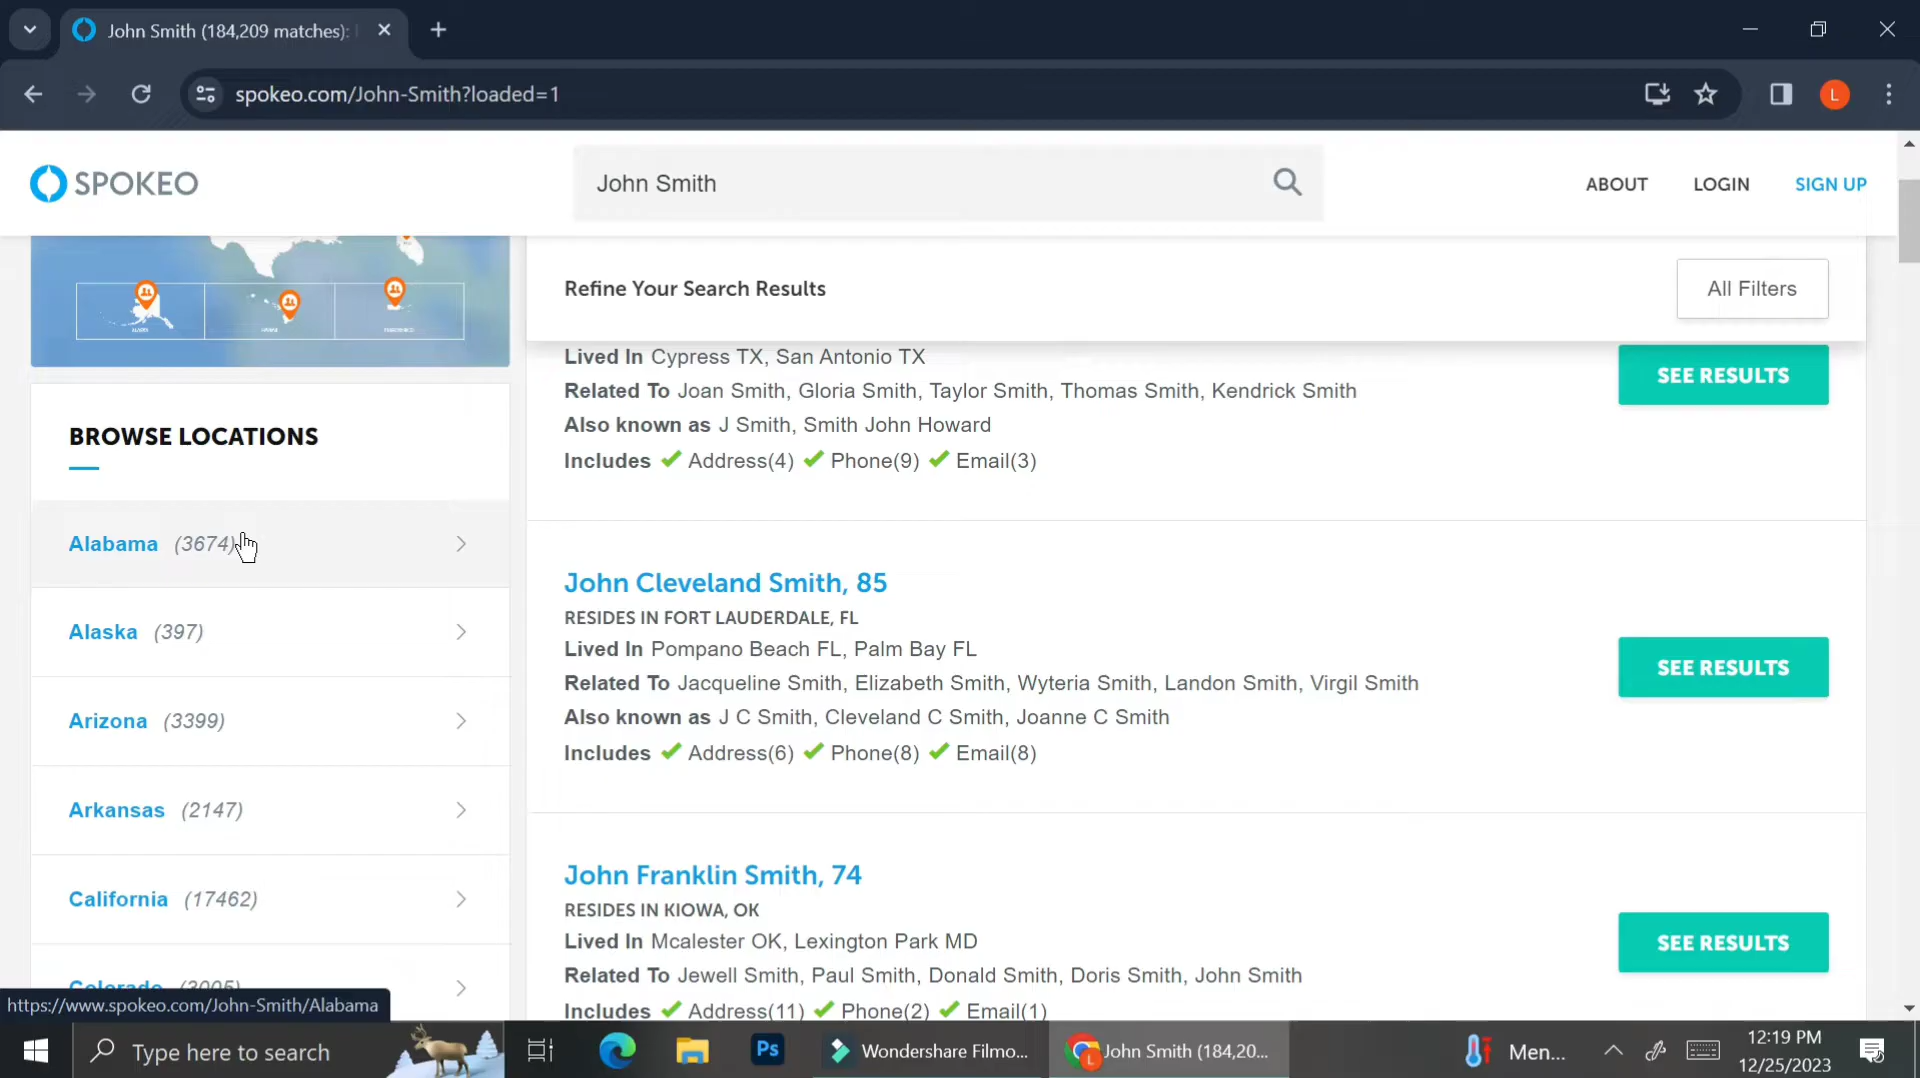 John Smith (184,209 matches):
spokeo.com/John-Smith?loaded=1
L
SPOKEO
John Smith
ABOUT
LOGIN
SIGN UP
BROWSE LOCATIONS
Alabama (3674)
Alaska (397)
Arizona (3399)
Arkansas (2147)
California (17462)
Colorado (3005)
https://www.spokeo.com/John-Smith/Alabama
Refine Your Search Results
All Filters
Lived In Cypress TX, San Antonio TX
Related To Joan Smith, Gloria Smith, Taylor Smith, Thomas Smith, Kendrick Smith
Also known as J Smith, Smith John Howard
Includes Address(4) Phone(9) Email(3)
SEE RESULTS
John Cleveland Smith, 85
RESIDES IN FORT LAUDERDALE, FL
Lived In Pompano Beach FL, Palm Bay FL
Related To Jacqueline Smith, Elizabeth Smith, Wyteria Smith, Landon Smith, Virgil Smith
Also known as J C Smith, Cleveland C Smith, Joanne C Smith
Includes Address(6) Phone(8) Email(8)
SEE RESULTS
John Franklin Smith, 74
RESIDES IN KIOWA, OK
Lived In Mcalester OK, Lexington Park MD
Related To Jewell Smith, Paul Smith, Donald Smith, Doris Smith, John Smith
Includes Address(11) Phone(2) Email(1)
SEE RESULTS
Type here to search
Ps
Wondershare Filmo...
L
John Smith (184,20...
Men...
12:19 PM
12/25/2023